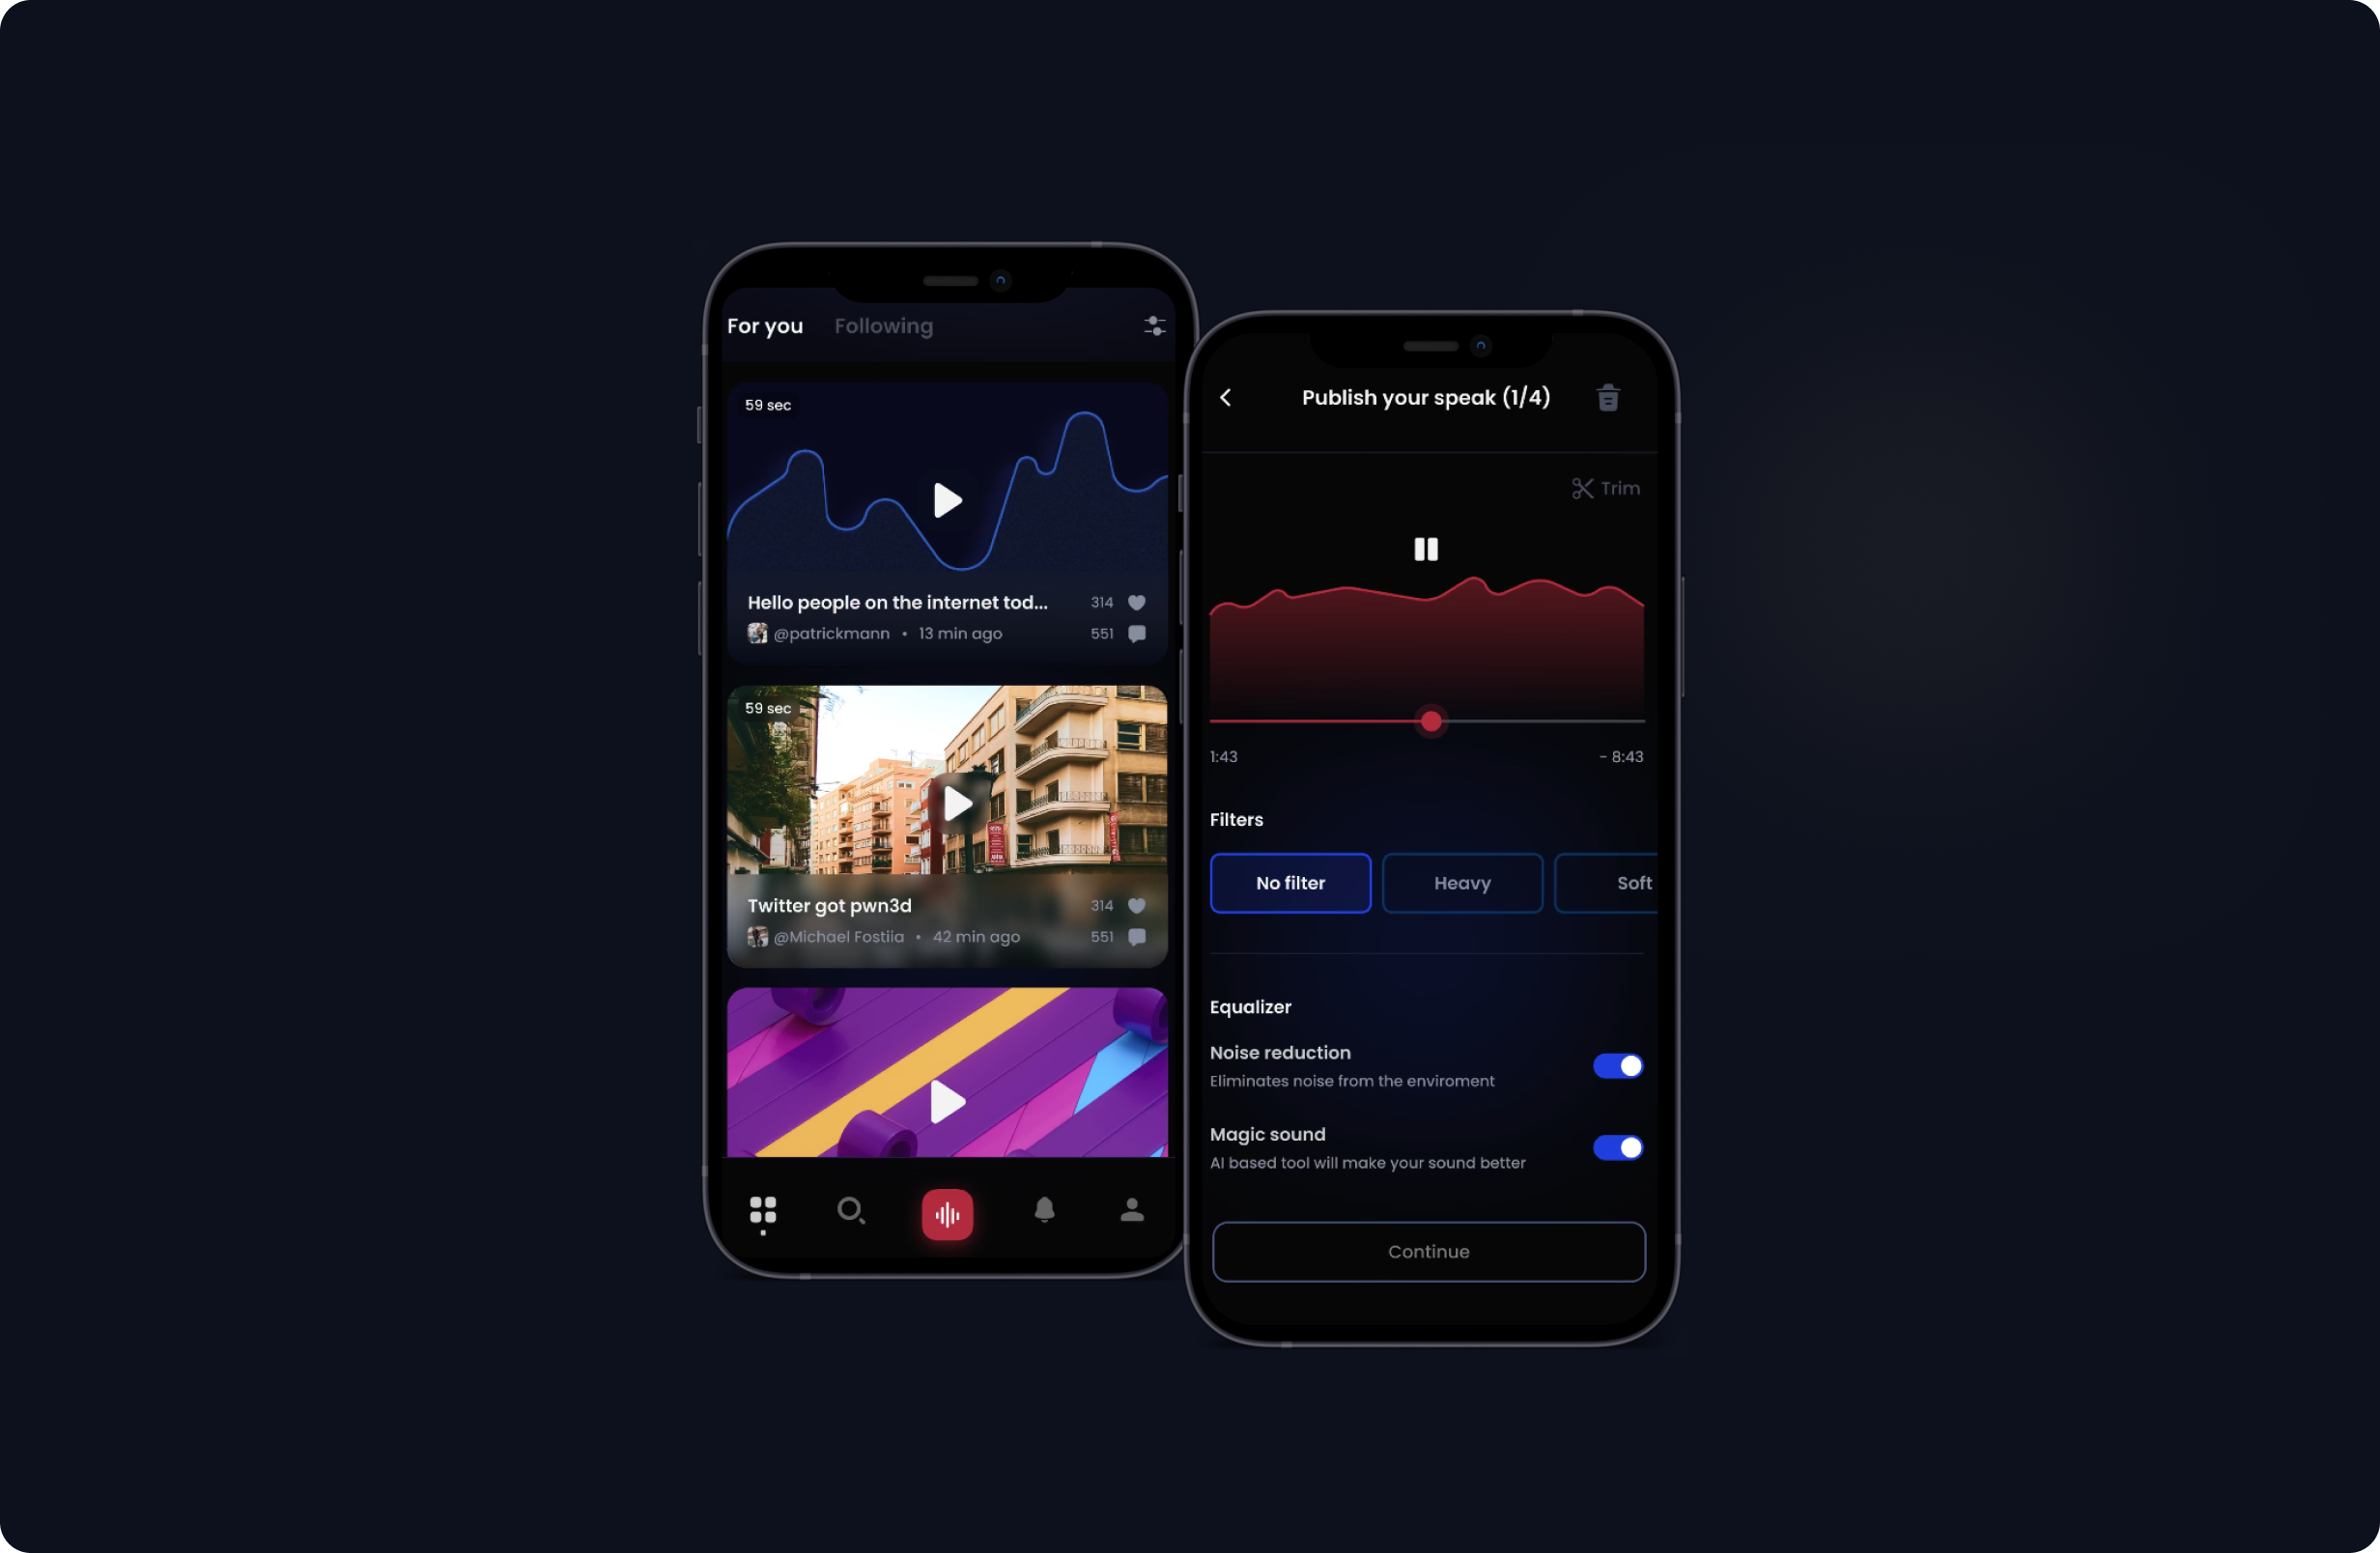 For you
Following
59 sec
Hello people on the internet tod...
314
@patrickmann • 13 min ago
551
59 sec
Twitter got pwn3d
314
@Michael Fostiia • 42 min ago
551
Publish your speak (1/4)
Trim
1:43
- 8:43
Filters
No filter
Heavy
Soft
Equalizer
Noise reduction
Eliminates noise from the enviroment
Magic sound
AI based tool will make your sound better
Continue